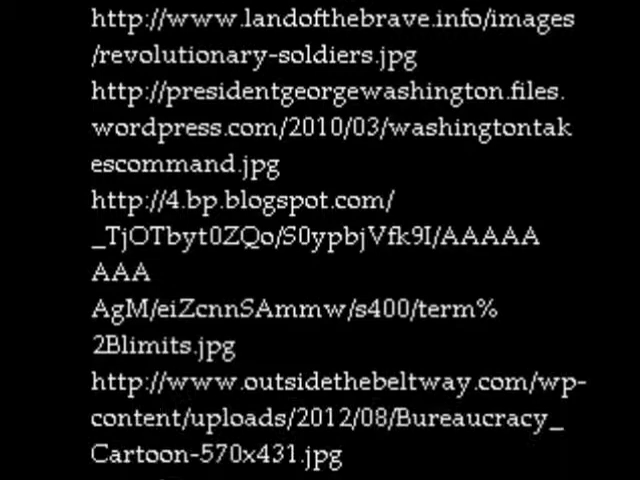 http://www.landofthebrave.info/images
/revolutionary-soldiers.jpg
http://presidentgeorgewashington.files.
wordpress.com/2010/03/washingtontak
escommand.jpg
http://4.bp.blogspot.com/
_TjOTbyt0ZQo/S0ypbjVfk9I/AAAAA
AAA
AgM/eiZcnnSAmmw/s400/term%
2Blimits.jpg
http://www.outsidethebeltway.com/wp-
content/uploads/2012/08/Bureaucracy_
Cartoon-570x431.jpg